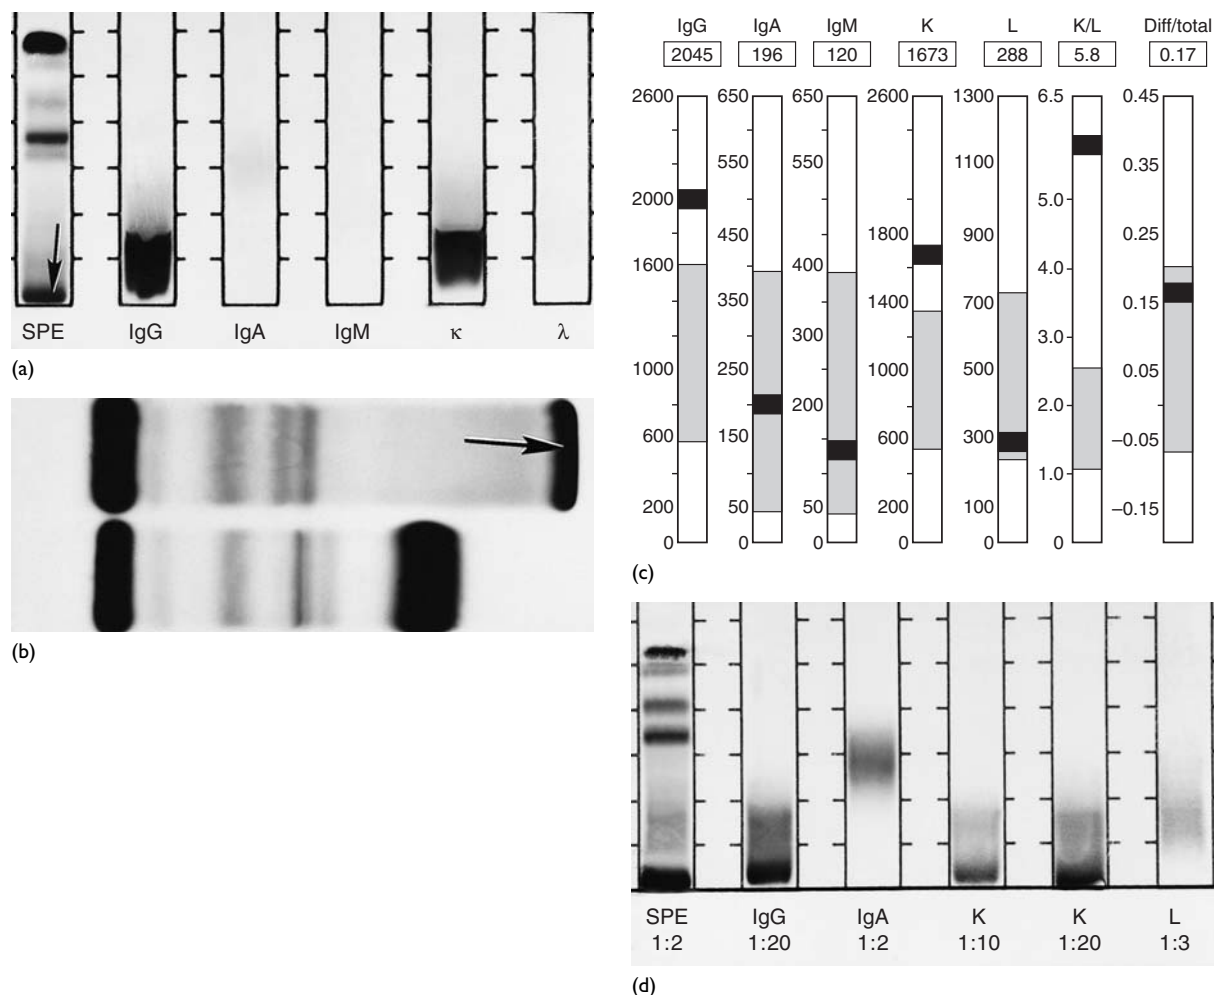 SPE IgG IgA IgM κ λ
(a)
(b)
IgG IgA IgM K L K/L Diff/total
2045 196 120 1673 288 5.8 0.17
2600 650 650 2600 1300 6.5 0.45
550 550 1100 0.35
2000 5.0
450 450 1800 900 0.25
1600 400 4.0
350 350 1400 700 0.15
300 3.0
1000 250 1000 500 0.05
200 2.0
600 150 600 300 –0.05
1.0
200 50 50 200 100 –0.15
0 0 0 0 0 0
(c)
SPE IgG IgA K K L
1:2 1:20 1:2 1:10 1:20 1:3
(d)